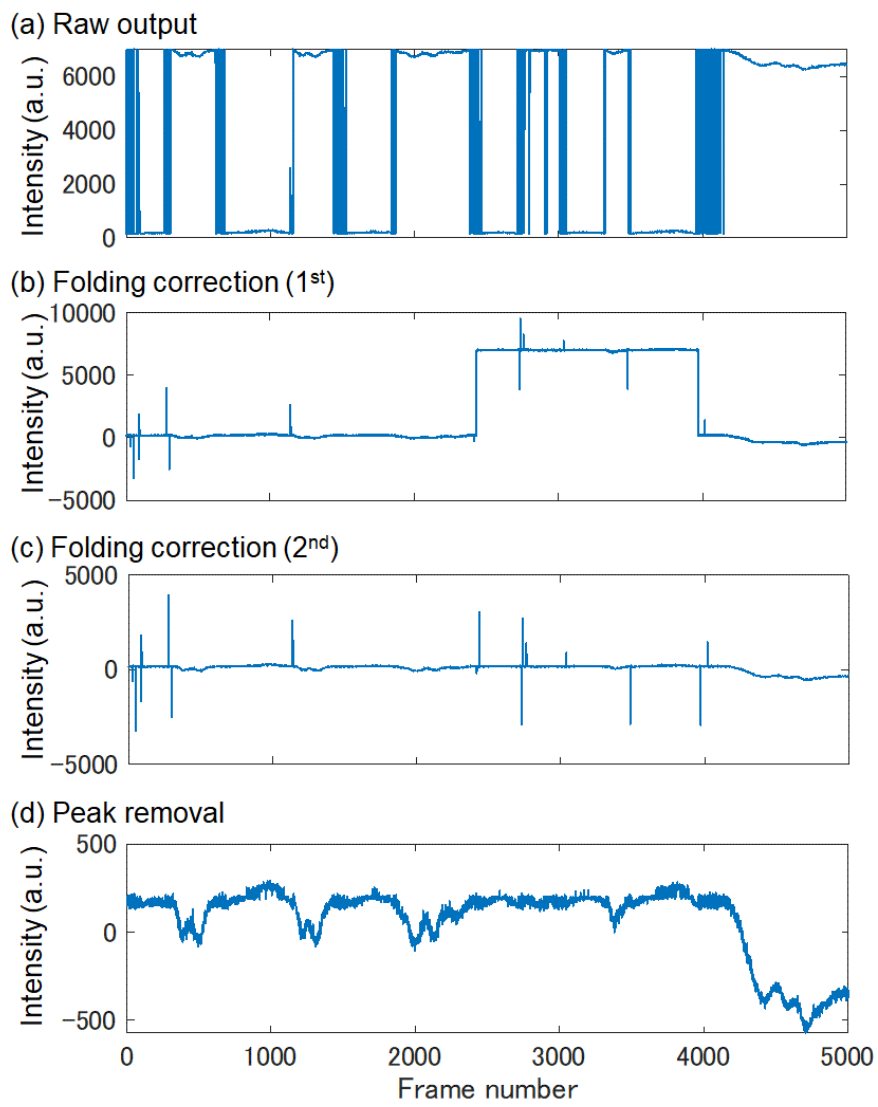 (a) Raw output
Intensity (a.u.)
6000
4000
2000
0
(b) Folding correction (1st)
Intensity (a.u.)
10000
5000
0
−5000
(c) Folding correction (2nd)
Intensity (a.u.)
5000
0
−5000
(d) Peak removal
Intensity (a.u.)
500
0
−500
0 1000 2000 3000 4000 5000
Frame number